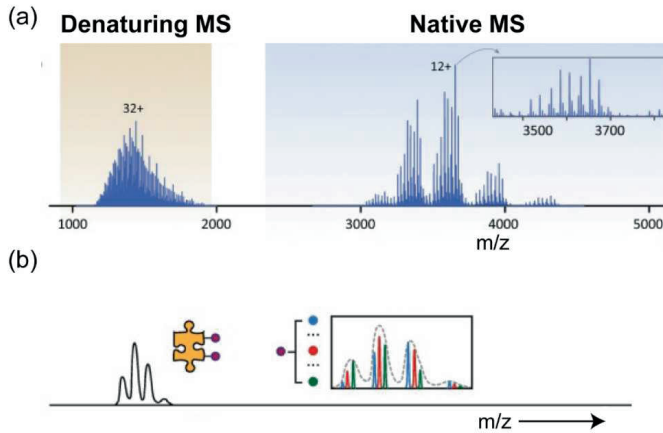 (a)
Denaturing MS
Native MS
32+
12+
3500
3700
1000
2000
3000
4000
5000
m/z
(b)
...
...
m/z